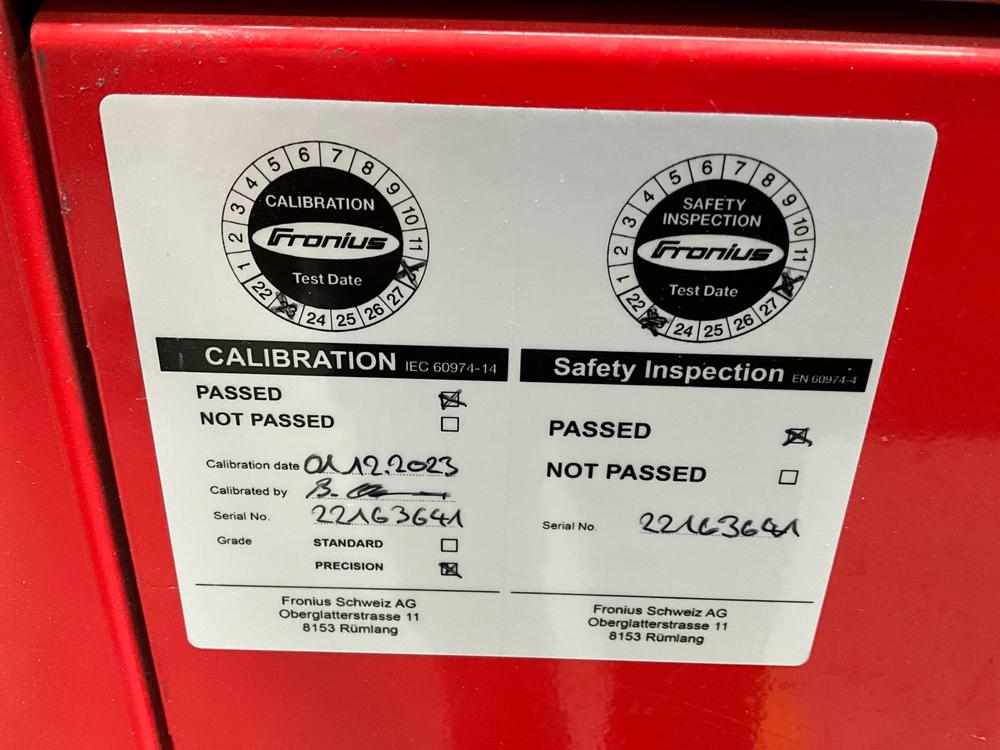 1 2 3 4 5 6 7 8 9 10 11
CALIBRATION
Fronius
Test Date
22 24 25 26 27
CALIBRATION IEC 60974-14
PASSED
NOT PASSED
Calibration date 01.12.2023
Calibrated by B.
Serial No. 22163641
Grade STANDARD
PRECISION
Fronius Schweiz AG
Oberglatterstrasse 11
8153 Rümlang
1 2 3 4 5 6 7 8 9 10 11
SAFETY
INSPECTION
Fronius
Test Date
22 24 25 26 27
Safety Inspection EN 60974-4
PASSED
NOT PASSED
Serial No. 22163641
Fronius Schweiz AG
Oberglatterstrasse 11
8153 Rümlang